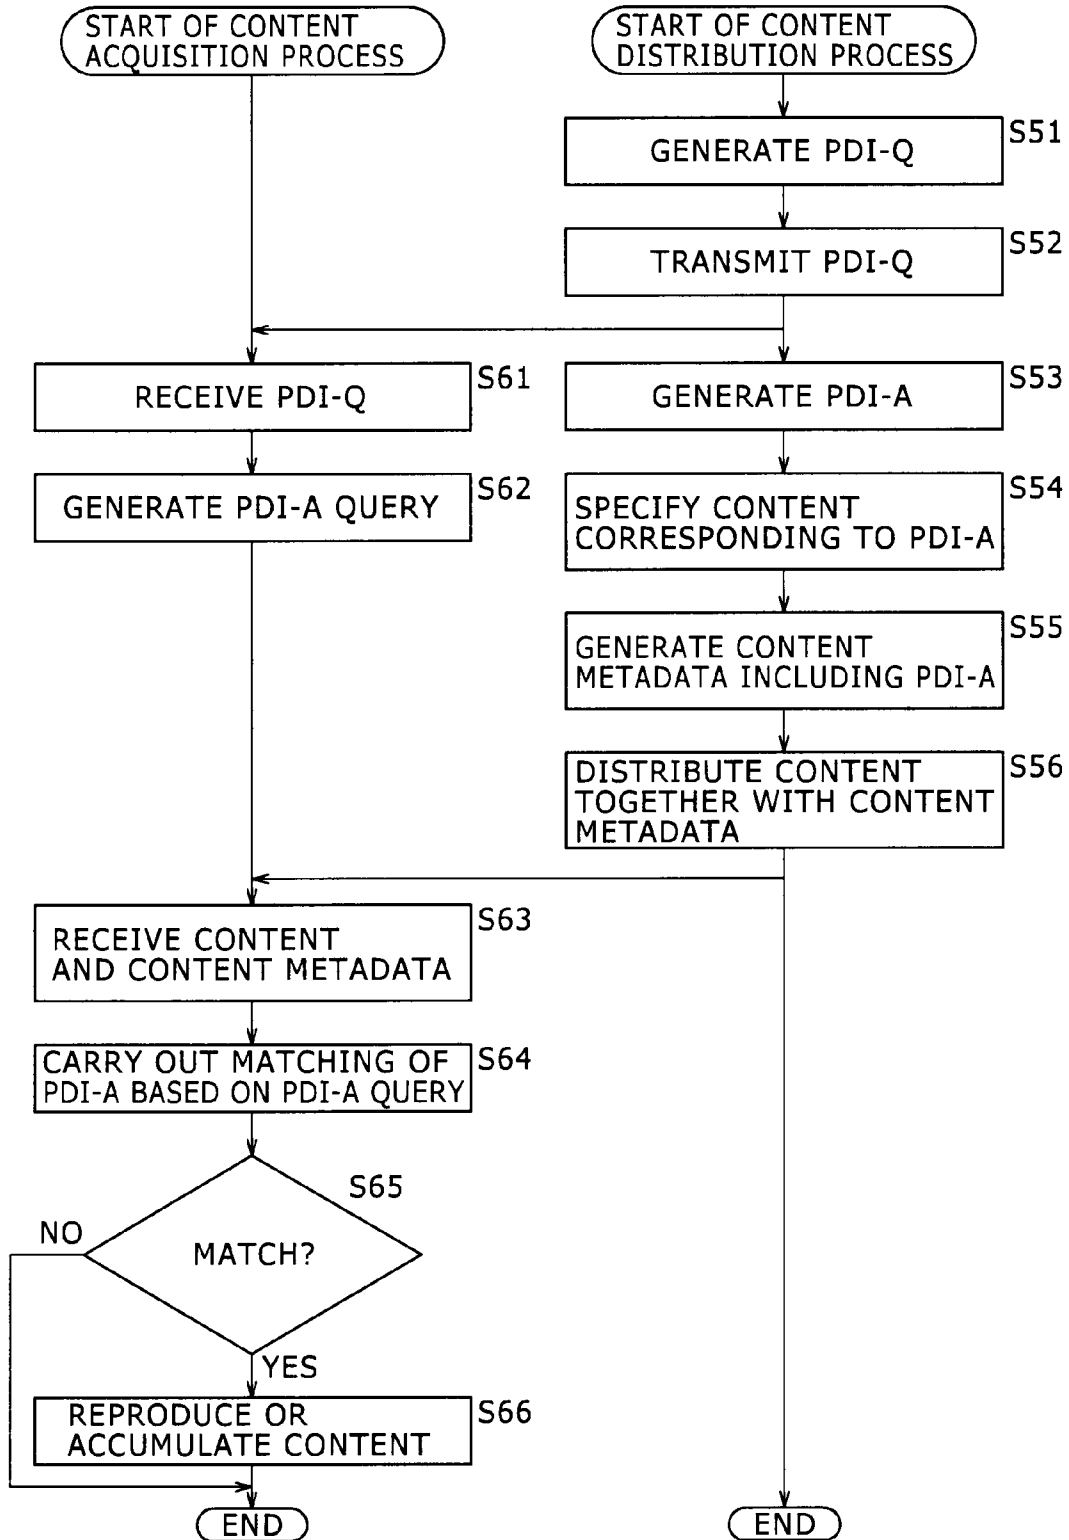 START OF CONTENT
ACQUISITION PROCESS
START OF CONTENT
DISTRIBUTION PROCESS
GENERATE PDI-Q
S51
TRANSMIT PDI-Q
S52
RECEIVE PDI-Q
S61
GENERATE PDI-A
S53
GENERATE PDI-A QUERY
S62
SPECIFY CONTENT
CORRESPONDING TO PDI-A
S54
GENERATE CONTENT
METADATA INCLUDING PDI-A
S55
DISTRIBUTE CONTENT
TOGETHER WITH CONTENT
METADATA
S56
RECEIVE CONTENT
AND CONTENT METADATA
S63
CARRY OUT MATCHING OF
PDI-A BASED ON PDI-A QUERY
S64
S65
NO
MATCH?
YES
REPRODUCE OR
ACCUMULATE CONTENT
S66
END
END